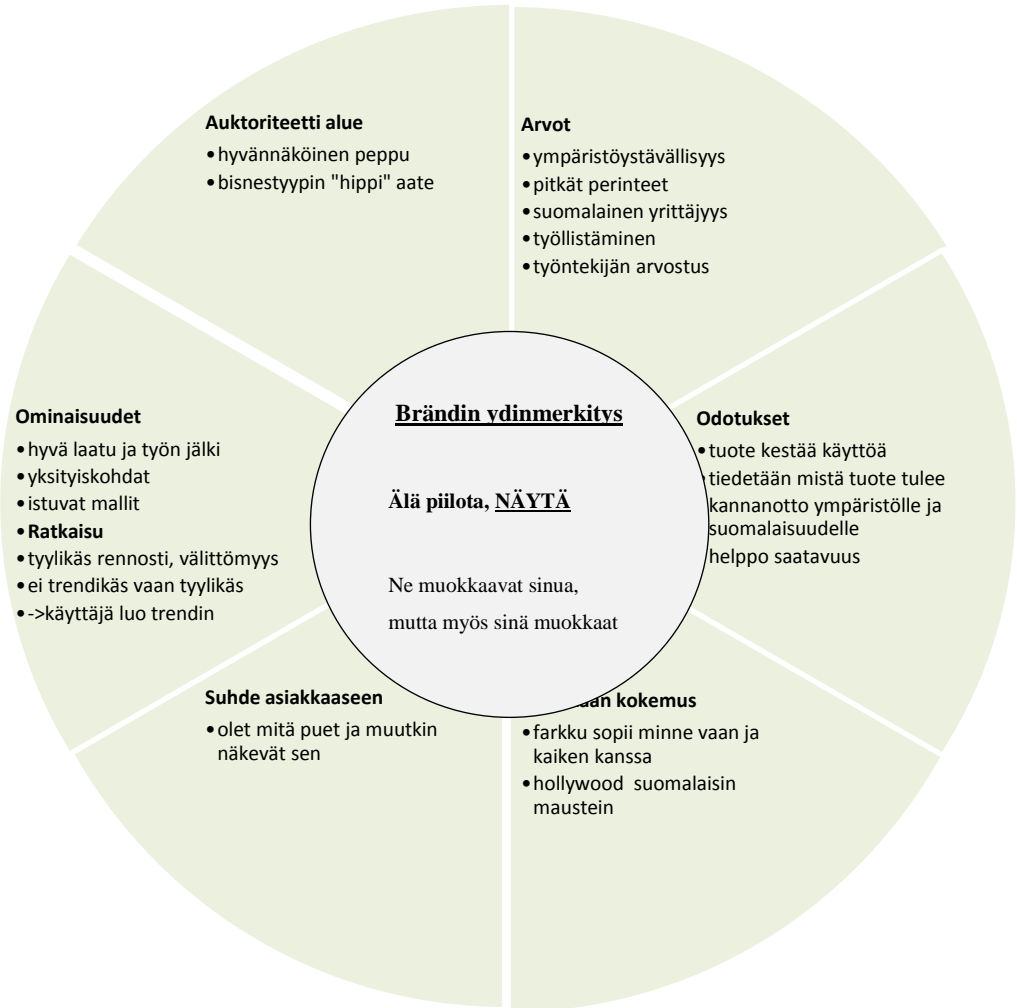 Auktoriteetti alue
•hyvännäköinen peppu
•bisnestyypin "hippi" aate
Arvot
•ympäristöystävällisyys
•pitkät perinteet
•suomalainen yrittäjyys
•työllistäminen
•työntekijän arvostus
Ominaisuudet
•hyvä laatu ja työn jälki
•yksityiskohdat
•istuvat mallit
•Ratkaisu
•tyylikäs rennosti, välittömyys
•ei trendikäs vaan tyylikäs
•->käyttäjä luo trendin
Brändin ydinmerkitys
Älä piilota, NÄYTÄ
Ne muokkaavat sinua,
mutta myös sinä muokkaat
Odotukset
•tuote kestää käyttöä
•tiedetään mistä tuote tulee
kannanotto ympäristölle ja
suomalaisuudelle
helppo saatavuus
Suhde asiakkaaseen
•olet mitä puet ja muutkin
näkevät sen
kokemus
•farkku sopii minne vaan ja
kaiken kanssa
•hollywood suomalaisin
maustein